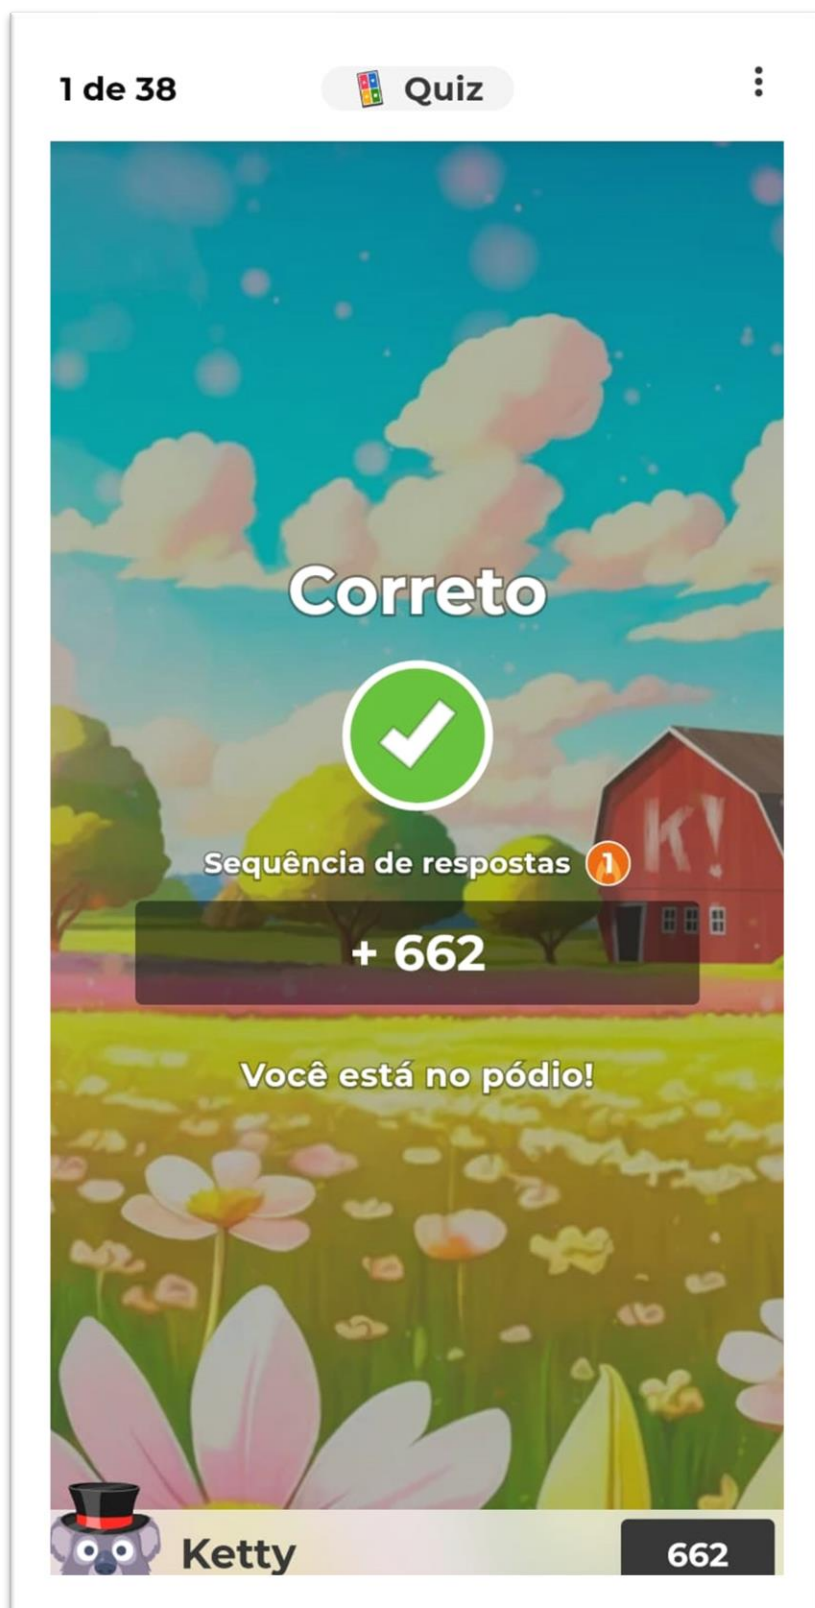 1 de 38
Quiz
Correto
K!
Sequência de respostas 1
+ 662
Você está no pódio!
Ketty
662